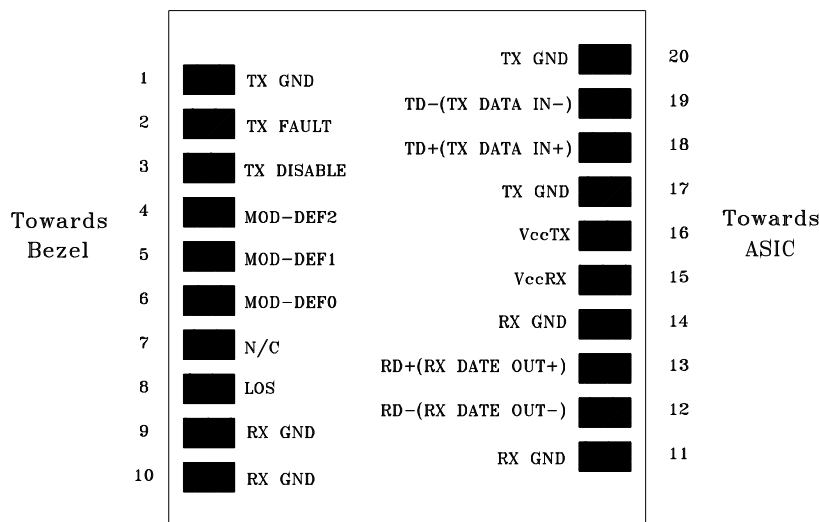 1 TX GND
2 TX FAULT
3 TX DISABLE
4 MOD-DEF2
5 MOD-DEF1
6 MOD-DEF0
7 N/C
8 LOS
9 RX GND
10 RX GND
Towards
Bezel
TX GND 20
TD-(TX DATA IN-) 19
TD+(TX DATA IN+) 18
TX GND 17
VccTX 16
VccRX 15
RX GND 14
RD+(RX DATE OUT+) 13
RD-(RX DATE OUT-) 12
RX GND 11
Towards
ASIC